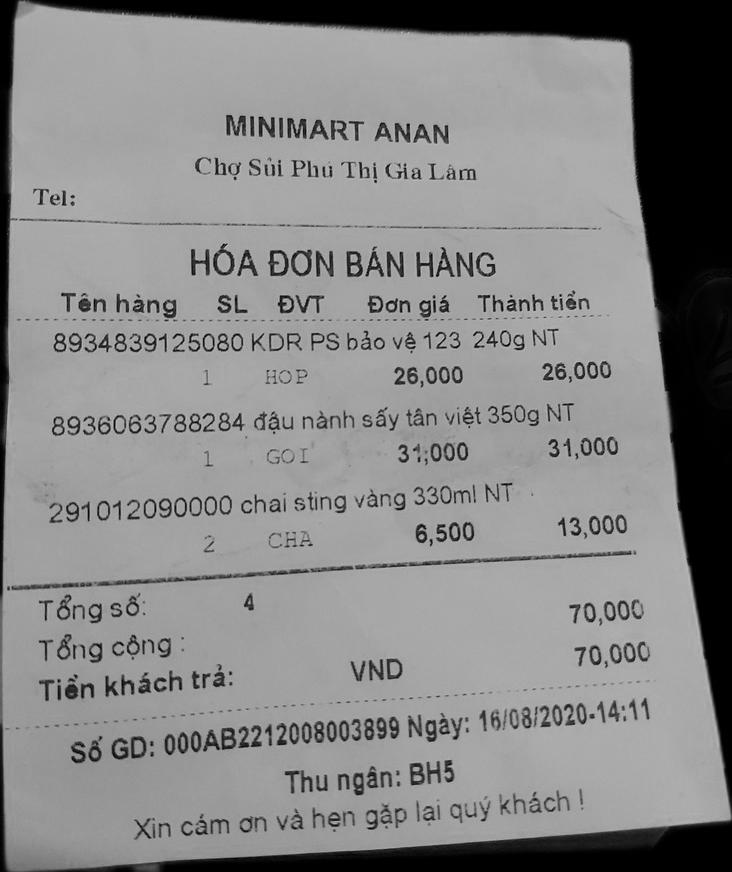 MINIMART ANAN
Chợ Sủi Phú Thị Gia Lâm
Tel:
HÓA ĐƠN BÁN HÀNG
Tên hàng SL ĐVT Đơn giá Thành tiền
8934839125080 KDR PS bảo vệ 123 240g NT
1 HOP 26,000 26,000
8936063788284 đậu nành sấy tân việt 350g NT
1 GOI 31,000 31,000
291012090000 chai sting vàng 330ml NT
2 CHA 6,500 13,000
Tổng số: 4
Tổng cộng : 70,000
Tiền khách trả: VND 70,000
Số GD: 000AB2212008003899 Ngày: 16/08/2020-14:11
Thu ngân: BH5
Xin cám ơn và hẹn gặp lại quý khách !